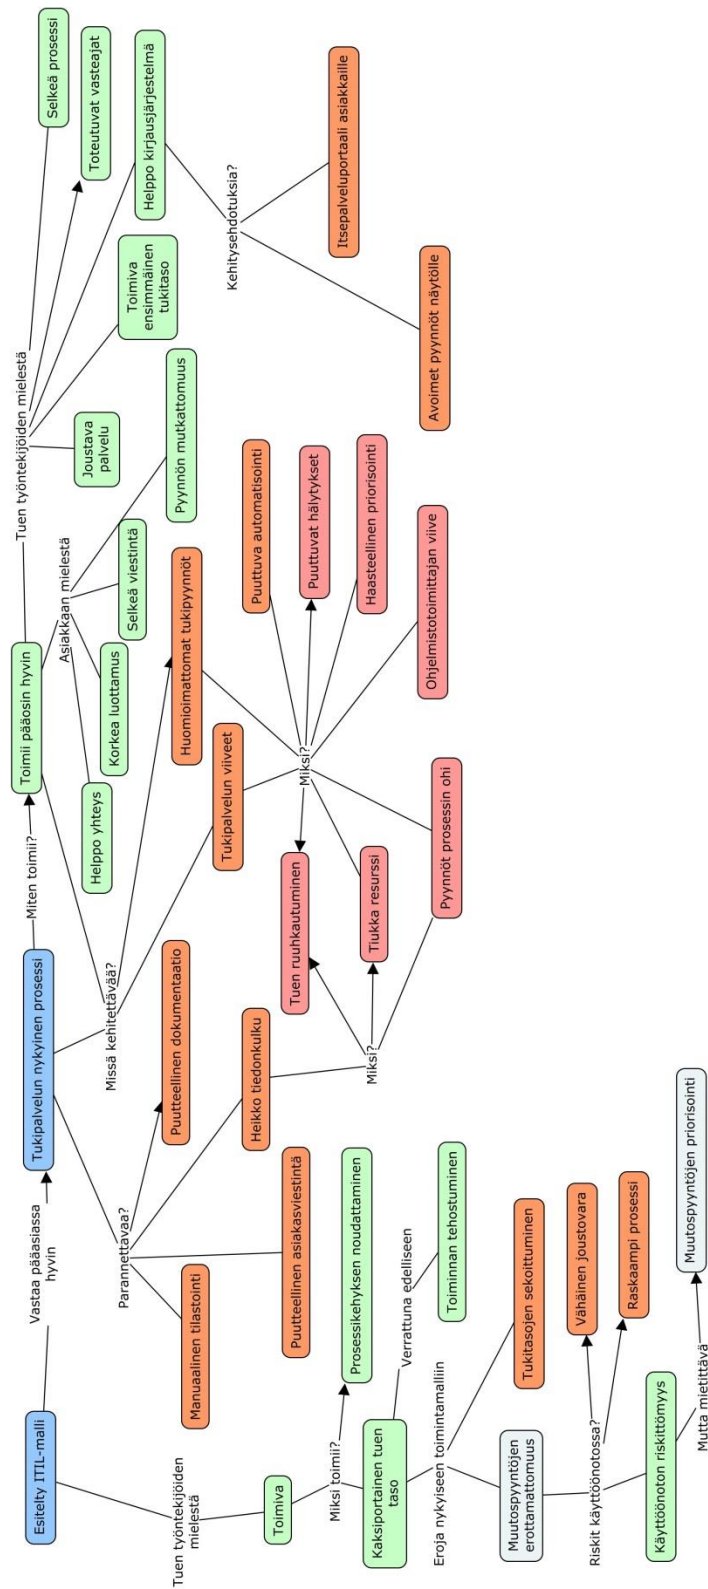 Esitelty ITIL-malli
Vastaa pääasiassa
hyvin
Tukipalvelun nykyinen prosessi
Miten toimii?
Toimii pääosin hyvin
Tuen työntekijöiden mielestä
Selkeä prosessi
Toteutuvat vasteajat
Helppo kirjausjärjestelmä
Toimiva
ensimmäinen
tukitaso
Joustava
palvelu
Kehitysehdotuksia?
Itsepalveluportaali asiakkaille
Avoimet pyynnöt näytölle
Asiakkaan mielestä
Helppo yhteys
Korkea luottamus
Selkeä viestintä
Pyynnön mutkattomuus
Missä kehitettävää?
Huomioimattomat tukipyynnöt
Tukipalvelun viiveet
Miksi?
Puuttuva automatisointi
Puuttuvat hälytykset
Haasteellinen priorisointi
Ohjelmistotoimittajan viive
Tuen ruuhkautuminen
Tiukka resurssi
Pyynnöt prosessin ohi
Parannettavaa?
Puutteellinen dokumentaatio
Heikko tiedonkulku
Miksi?
Manuaalinen tilastointi
Puutteellinen asiakasviestintä
Tuen työntekijöiden
mielestä
Toimiva
Miksi toimii?
Prosessikehyksen noudattaminen
Kaksiportainen tuen
taso
Verrattuna edelliseen
Toiminnan tehostuminen
Eroja nykyiseen toimintamalliin
Tukitasojen sekoittuminen
Muutospyyntöjen
erottamattomuus
Riskit käyttöönotossa?
Vähäinen joustovara
Raskaampi prosessi
Käyttöönoton riskittömyys
Mutta mietittävä
Muutospyyntöjen priorisointi